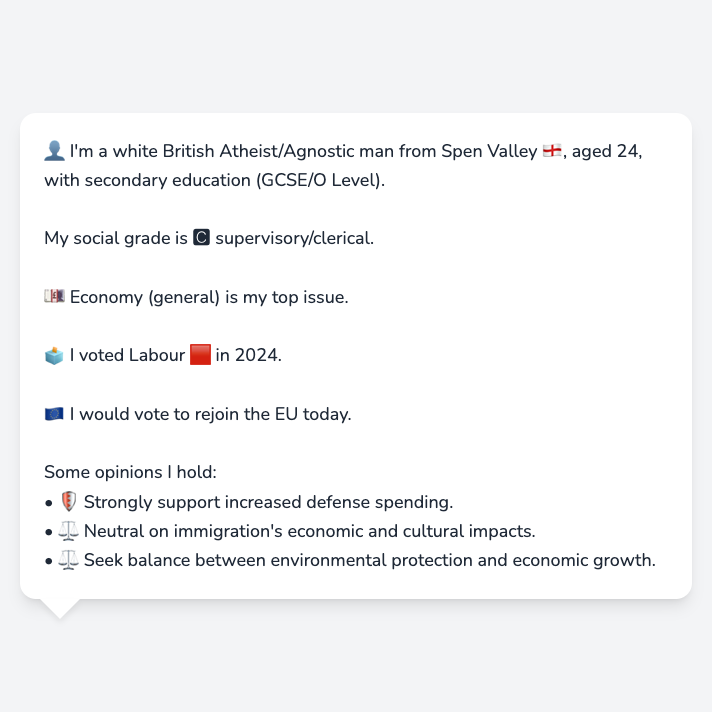 👤 I'm a white British Atheist/Agnostic man from Spen Valley 🏴󠁧󠁢󠁥󠁮󠁧󠁿, aged 24,
with secondary education (GCSE/O Level).
My social grade is 🅲 supervisory/clerical.
💷 Economy (general) is my top issue.
🗳️ I voted Labour 🟥 in 2024.
🇪🇺 I would vote to rejoin the EU today.
Some opinions I hold:
• 🛡️ Strongly support increased defense spending.
• ⚖️ Neutral on immigration's economic and cultural impacts.
• ⚖️ Seek balance between environmental protection and economic growth.